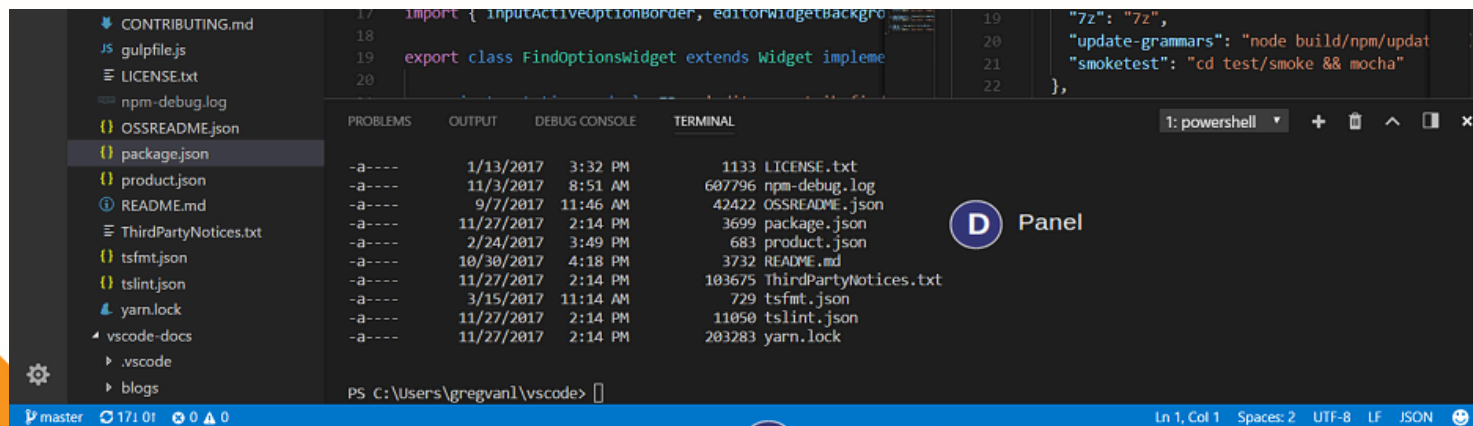 CONTRIBUTING.md
gulpfile.js
LICENSE.txt
npm-debug.log
OSSREADME.json
package.json
product.json
README.md
ThirdPartyNotices.txt
tsfmt.json
tslint.json
yarn.lock
vscode-docs
.vscode
blogs
17 import { inputActiveOptionBorder, editorWidgetBackgro
18
19 export class FindOptionsWidget extends Widget impleme
20
19 "7z": "7z",
20 "update-grammars": "node build/npm/updat
21 "smoketest": "cd test/smoke && mocha"
22 },
PROBLEMS OUTPUT DEBUG CONSOLE TERMINAL 1: powershell
-a---- 1/13/2017 3:32 PM 1133 LICENSE.txt
-a---- 11/3/2017 8:51 AM 607796 npm-debug.log
-a---- 9/7/2017 11:46 AM 42422 OSSREADME.json
-a---- 11/27/2017 2:14 PM 3699 package.json
-a---- 2/24/2017 3:49 PM 683 product.json
-a---- 10/30/2017 4:18 PM 3732 README.md
-a---- 11/27/2017 2:14 PM 103675 ThirdPartyNotices.txt
-a---- 3/15/2017 11:14 AM 729 tsfmt.json
-a---- 11/27/2017 2:14 PM 11050 tslint.json
-a---- 11/27/2017 2:14 PM 203283 yarn.lock
PS C:\Users\gregvanl\vscode>
D Panel
master 17↓ 0↑ 0 0 Ln 1, Col 1 Spaces: 2 UTF-8 LF JSON